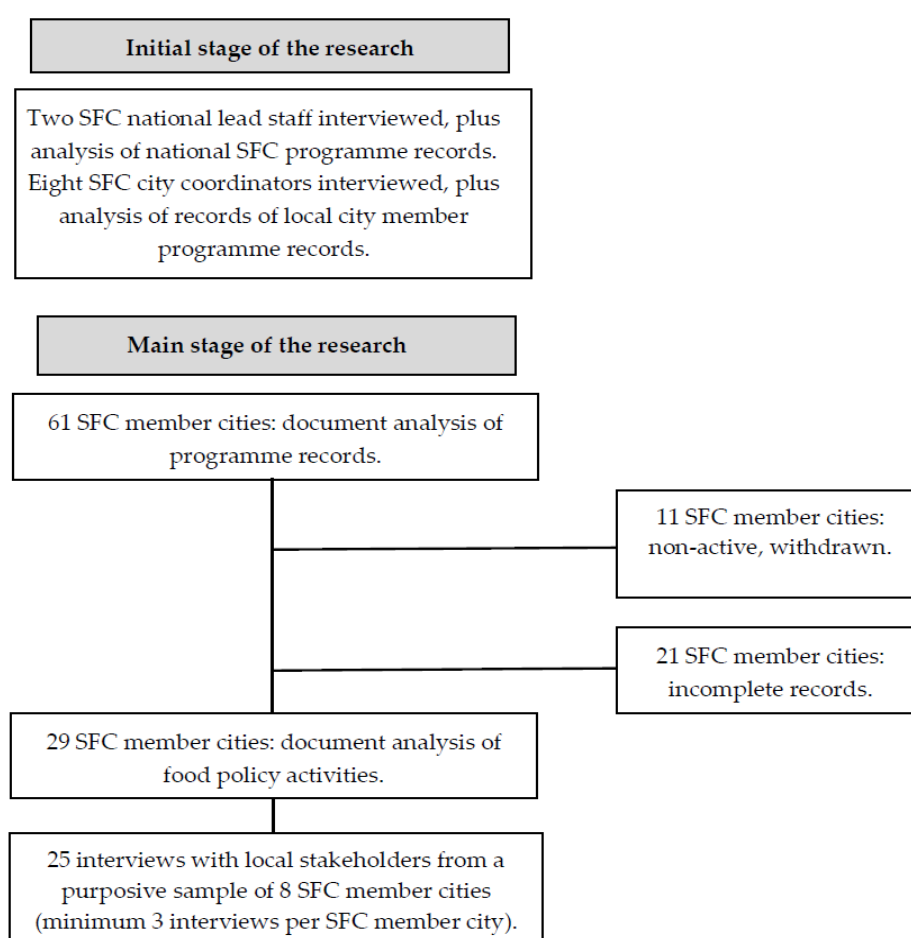 Initial stage of the research
Two SFC national lead staff interviewed, plus
analysis of national SFC programme records.
Eight SFC city coordinators interviewed, plus
analysis of records of local city member
programme records.
Main stage of the research
61 SFC member cities: document analysis of
programme records.
11 SFC member cities:
non-active, withdrawn.
21 SFC member cities:
incomplete records.
29 SFC member cities: document analysis of
food policy activities.
25 interviews with local stakeholders from a
purposive sample of 8 SFC member cities
(minimum 3 interviews per SFC member city).